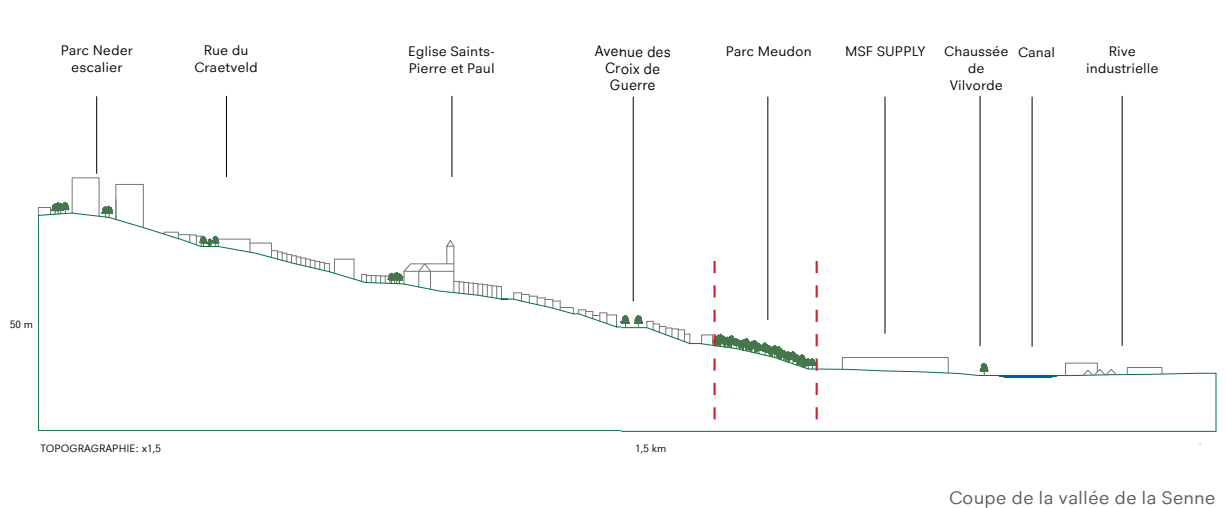 Parc Neder
escalier
Rue du
Craetveld
Eglise Saints-
Pierre et Paul
Avenue des
Croix de
Guerre
Parc Meudon
MSF SUPPLY
Chaussée
de
Vilvorde
Canal
Rive
industrielle
50 m
TOPOGRAGRAPHIE: x1,5
1,5 km
Coupe de la vallée de la Senne